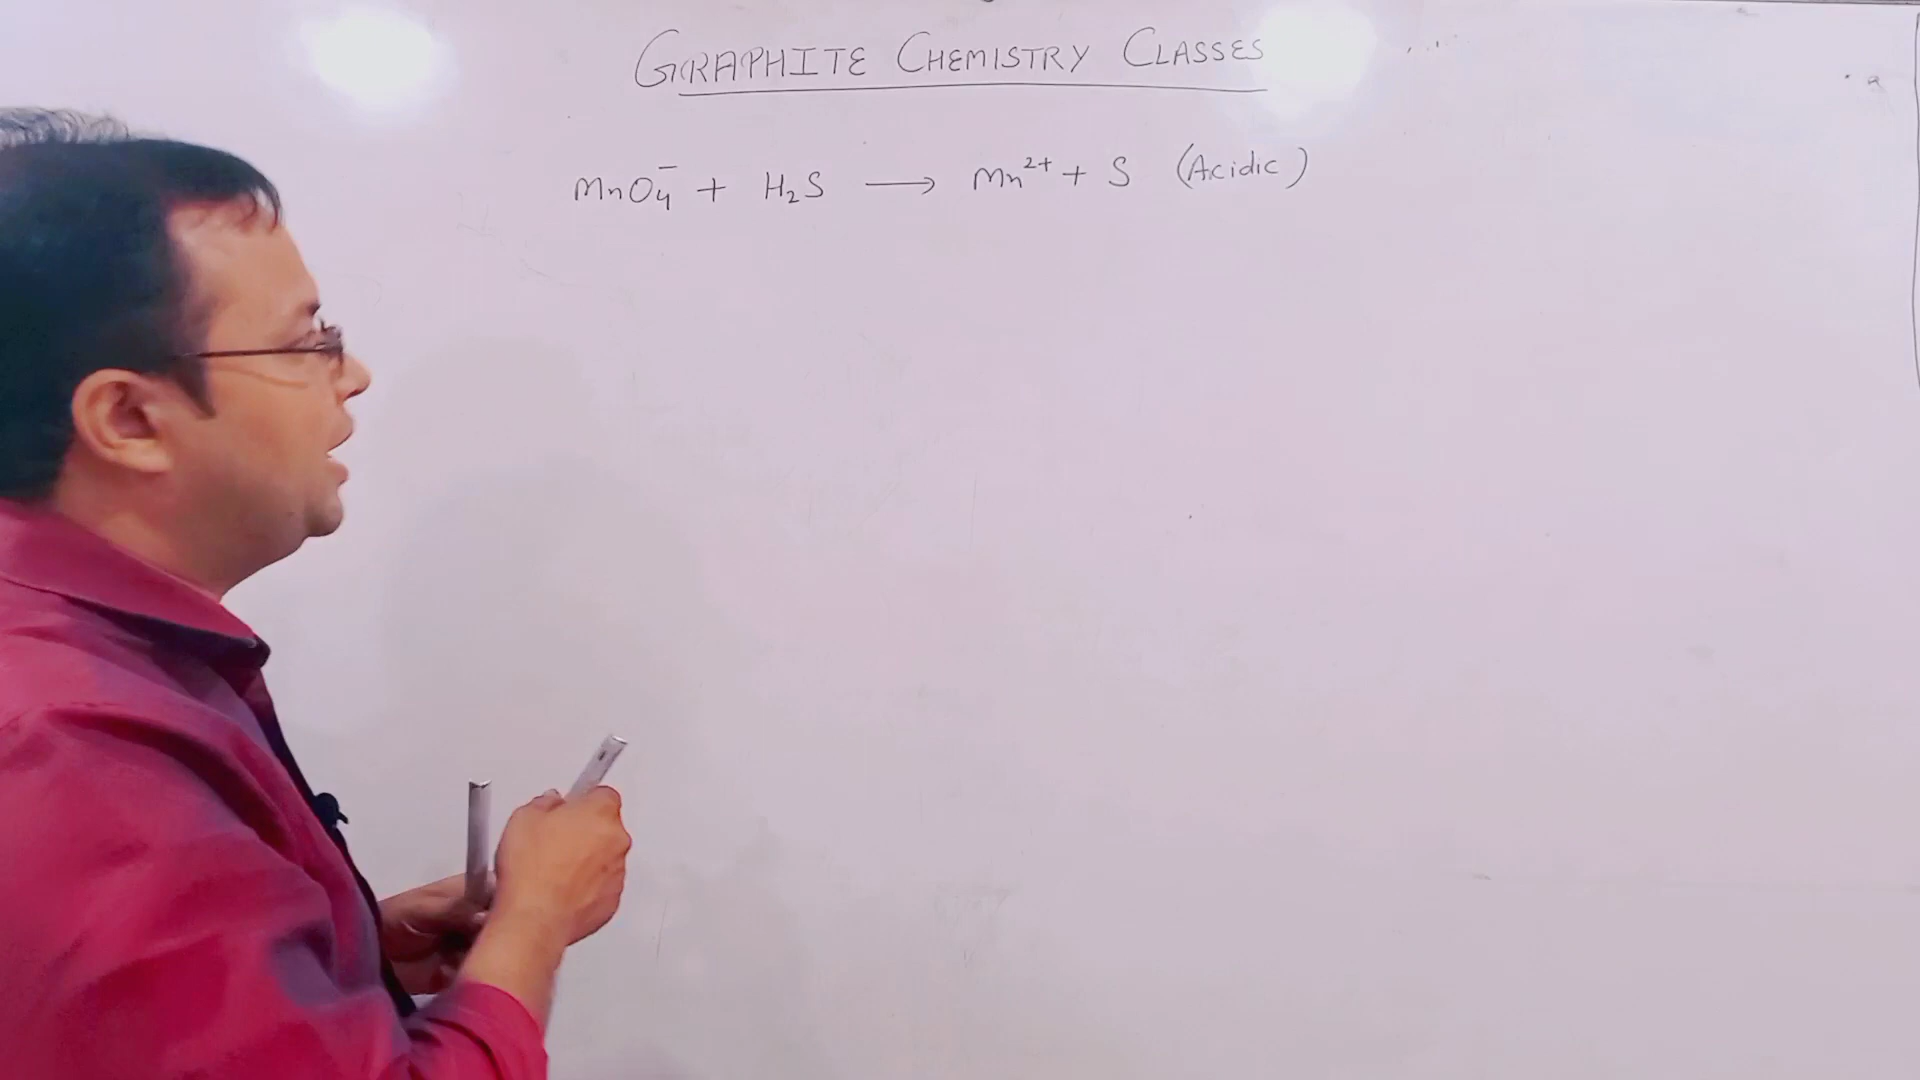 GRAPHITE CHEMISTRY CLASSES
MnO₄⁻ + H₂S ⟶ Mn²⁺ + S (Acidic)